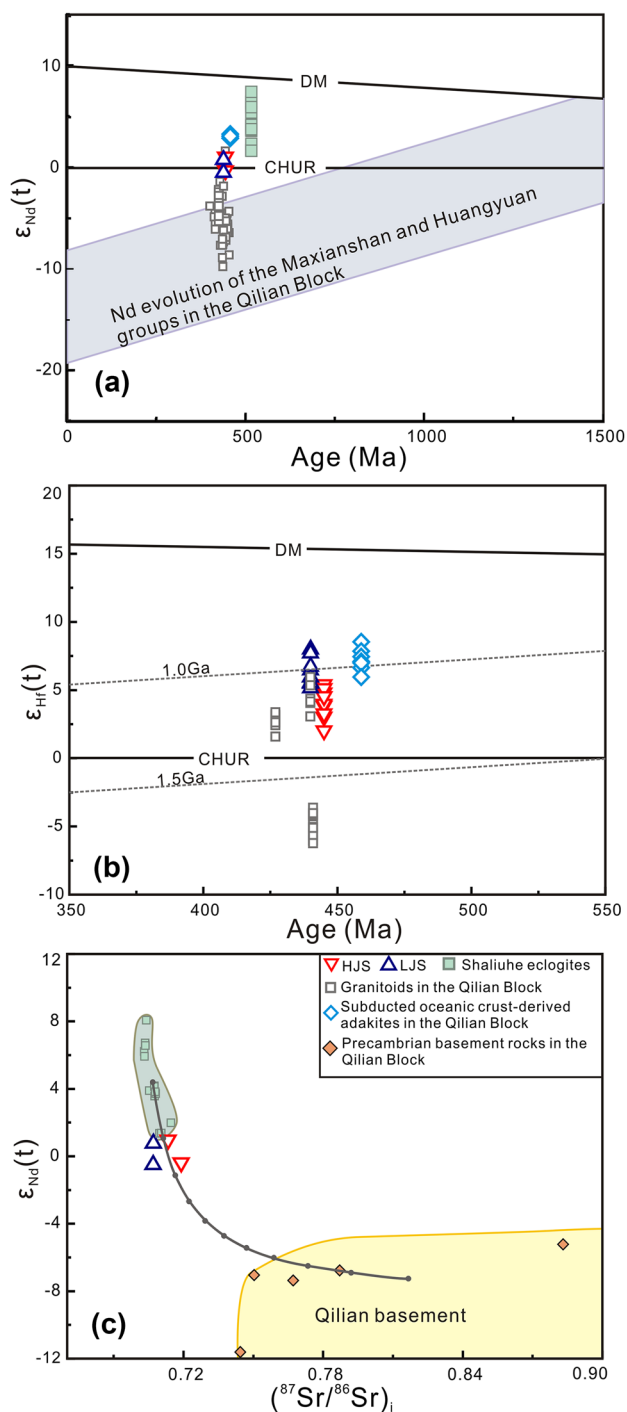 10
DM
0
CHUR
εNd(t)
-10
Nd evolution of the Maxianshan and Huangyuan
groups in the Qilian Block
-20
(a)
0
500
1000
1500
Age (Ma)
20
15
DM
10
1.0Ga
5
εHf(t)
CHUR
0
1.5Ga
-5
(b)
-10
350
400
450
500
550
Age (Ma)
12
HJS
LJS
Shaliuhe eclogites
Granitoids in the Qilian Block
Subducted oceanic crust-derived
adakites in the Qilian Block
Precambrian basement rocks in the
Qilian Block
8
4
εNd(t)
0
-4
-8
Qilian basement
(c)
-12
0.72
0.78
0.84
0.90
(⁸⁷Sr/⁸⁶Sr)i